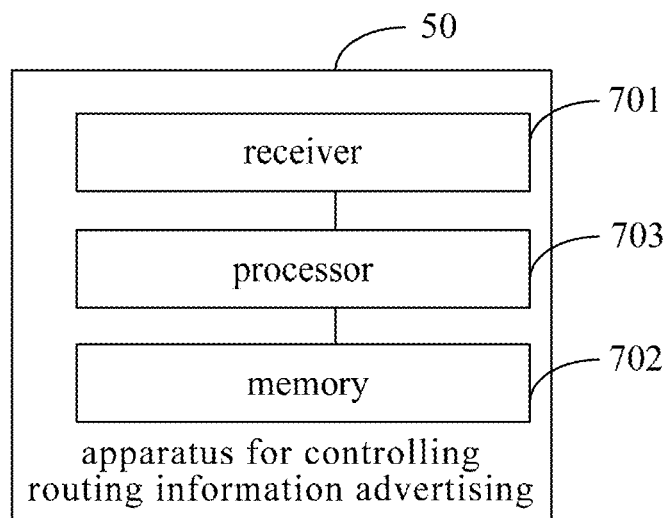 50
701
receiver
703
processor
702
memory
apparatus for controlling
routing information advertising